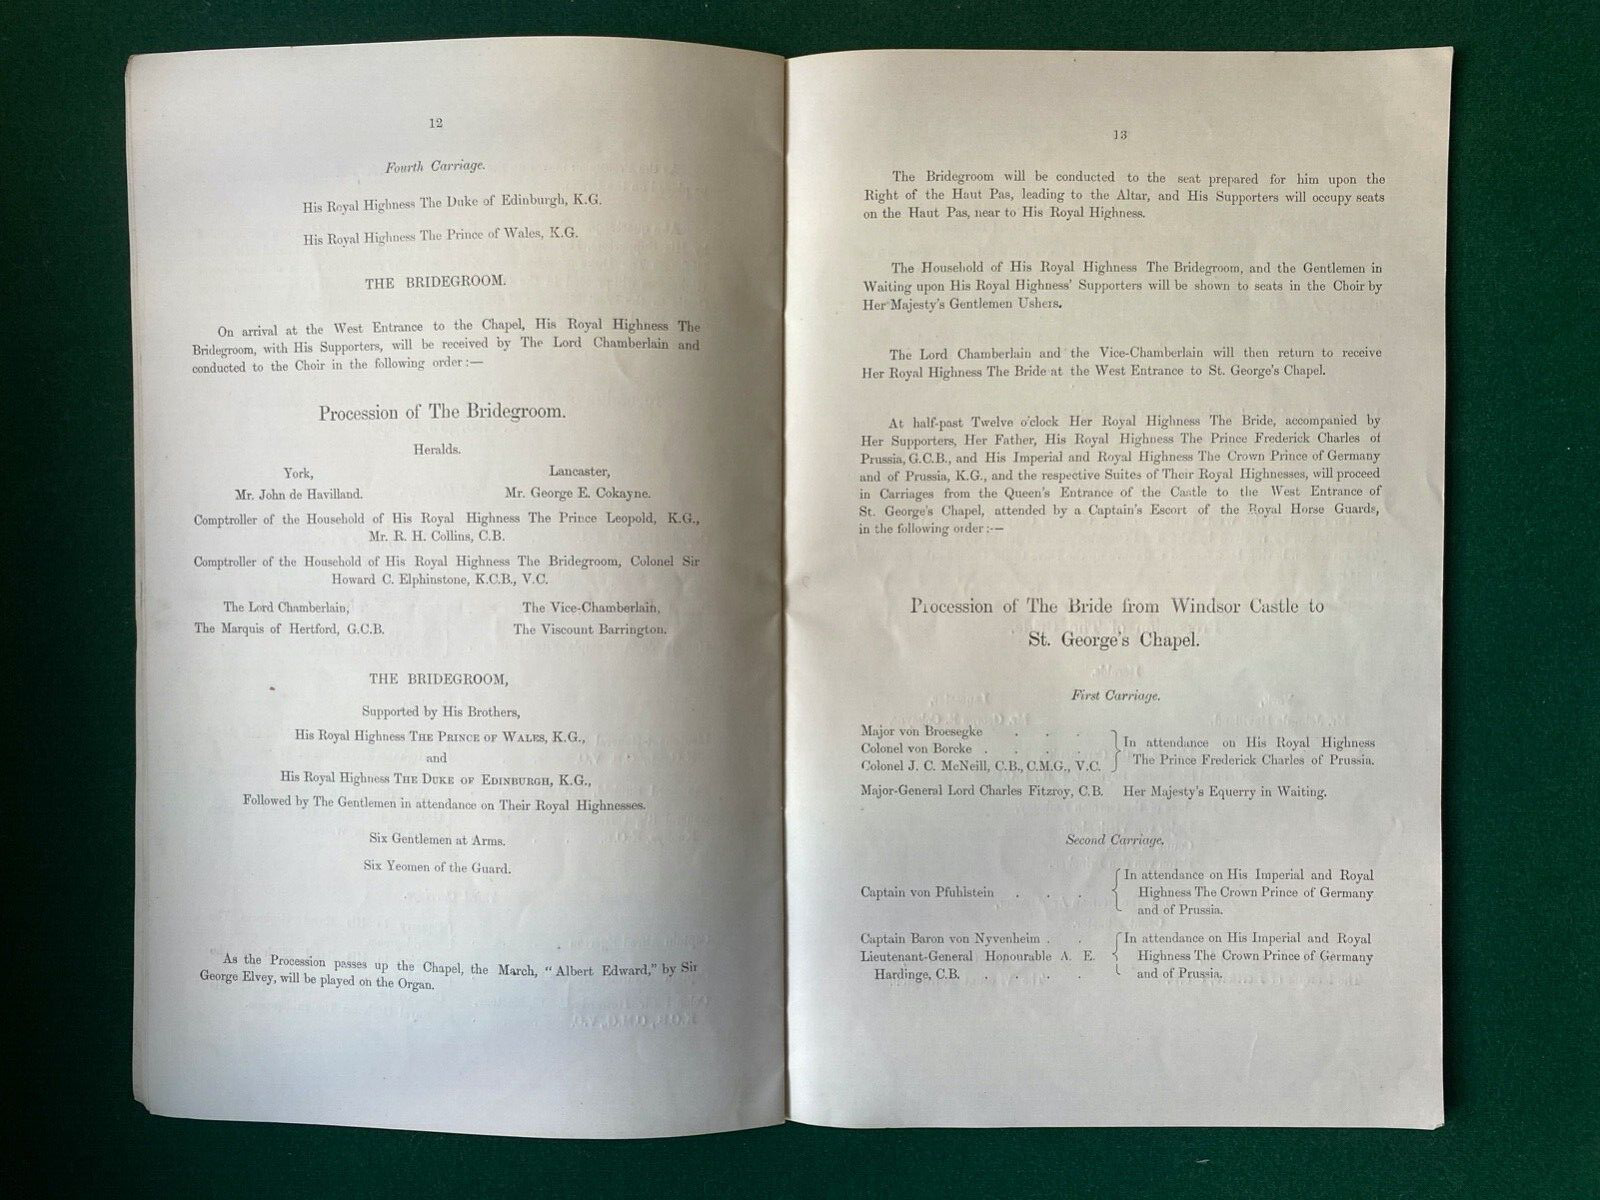 12
Fourth Carriage.
His Royal Highness The Duke of Edinburgh, K.G.
His Royal Highness The Prince of Wales, K.G.
THE BRIDEGROOM.
On arrival at the West Entrance to the Chapel, His Royal Highness The
Bridegroom, with His Supporters, will be received by The Lord Chamberlain and
conducted to the Choir in the following order:—
Procession of The Bridegroom.
Heralds.
York, Lancaster,
Mr. John de Havilland. Mr. George E. Cokayne.
Comptroller of the Household of His Royal Highness The Prince Leopold, K.G.,
Mr. R. H. Collins, C.B.
Comptroller of the Household of His Royal Highness The Bridegroom, Colonel Sir
Howard C. Elphinstone, K.C.B., V.C.
The Lord Chamberlain, The Vice-Chamberlain,
The Marquis of Hertford, G.C.B. The Viscount Barrington.
THE BRIDEGROOM,
Supported by His Brothers,
His Royal Highness THE PRINCE OF WALES, K.G.,
and
His Royal Highness THE DUKE OF EDINBURGH, K.G.,
Followed by The Gentlemen in attendance on Their Royal Highnesses.
Six Gentlemen at Arms.
Six Yeomen of the Guard.
As the Procession passes up the Chapel, the March, "Albert Edward," by Sir
George Elvey, will be played on the Organ.
13
The Bridegroom will be conducted to the seat prepared for him upon the
Right of the Haut Pas, leading to the Altar, and His Supporters will occupy seats
on the Haut Pas, near to His Royal Highness.
The Household of His Royal Highness The Bridegroom, and the Gentlemen in
Waiting upon His Royal Highness' Supporters will be shown to seats in the Choir by
Her Majesty's Gentlemen Ushers.
The Lord Chamberlain and the Vice-Chamberlain will then return to receive
Her Royal Highness The Bride at the West Entrance to St. George's Chapel.
At half-past Twelve o'clock Her Royal Highness The Bride, accompanied by
Her Supporters, Her Father, His Royal Highness The Prince Frederick Charles of
Prussia, G.C.B., and His Imperial and Royal Highness The Crown Prince of Germany
and of Prussia, K.G., and the respective Suites of Their Royal Highnesses, will proceed
in Carriages from the Queen's Entrance of the Castle to the West Entrance of
St. George's Chapel, attended by a Captain's Escort of the Royal Horse Guards,
in the following order:—
Procession of The Bride from Windsor Castle to
St. George's Chapel.
First Carriage.
Major von Broesegke . . .
Colonel von Borcke . . . .
Colonel J. C. McNeill, C.B., C.M.G., V.C.
In attendance on His Royal Highness
The Prince Frederick Charles of Prussia.
Major-General Lord Charles Fitzroy, C.B. Her Majesty's Equerry in Waiting.
Second Carriage.
Captain von Pfuhlstein . . .
In attendance on His Imperial and Royal
Highness The Crown Prince of Germany
and of Prussia.
Captain Baron von Nyvenheim . .
Lieutenant-General Honourable A. E.
Hardinge, C.B. . . . .
In attendance on His Imperial and Royal
Highness The Crown Prince of Germany
and of Prussia.